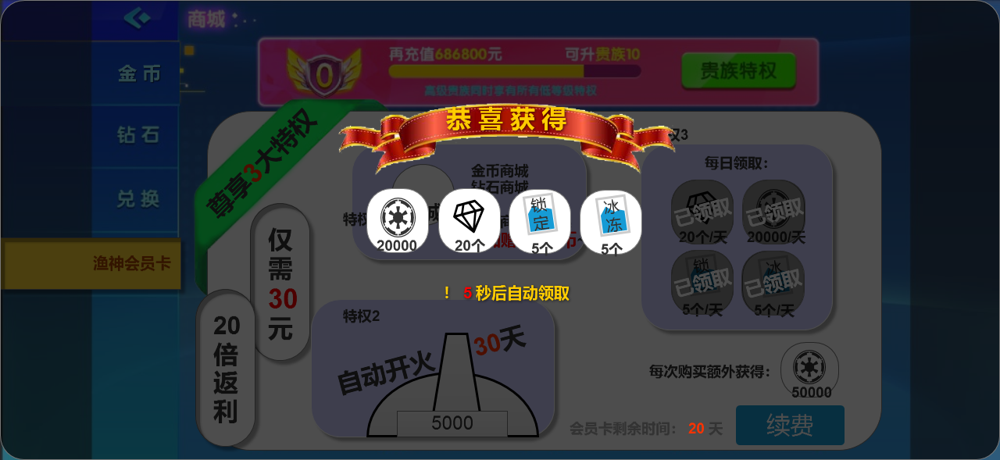 商城：
金币
钻石
兑换
渔神会员卡
0
再充值686800元
可升贵族10
高级贵族同时享有所有低等级特权
贵族特权
尊享3大特权
恭喜获得
金币商城
钻石商城
20000
20个
锁定
5个
冰冻
5个
！ 5 秒后自动领取
仅需30元
20倍返利
特权2
自动开火
30天
5000
权3
每日领取：
已领取
20个/天
已领取
20000/天
锁
已领取
5个/天
冰
已领取
5个/天
每次购买额外获得：
50000
会员卡剩余时间： 20 天
续费